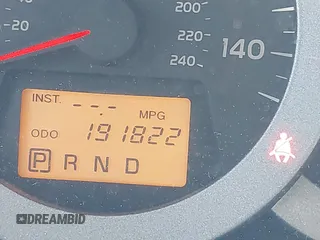 -20
200
220
240
140
INST. ---.-
MPG
ODO 191822
P R N D
DREAMBID